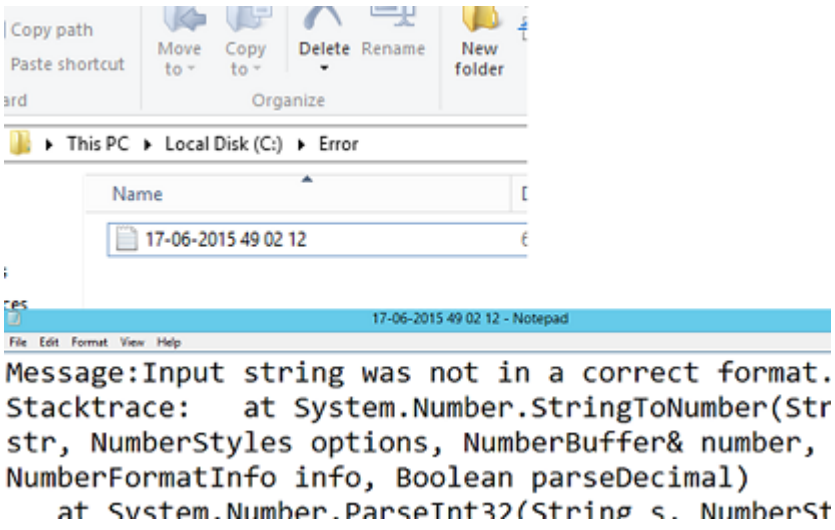 Copy path
Paste shortcut
Move to
Copy to
Delete
Rename
New folder
Organize
This PC Local Disk (C:) Error
Name
17-06-2015 49 02 12
17-06-2015 49 02 12 - Notepad
File Edit Format View Help
Message:Input string was not in a correct format.
Stacktrace: at System.Number.StringToNumber(Str
str, NumberStyles options, NumberBuffer& number,
NumberFormatInfo info, Boolean parseDecimal)
at System.Number.ParseInt32(String s, NumberSt